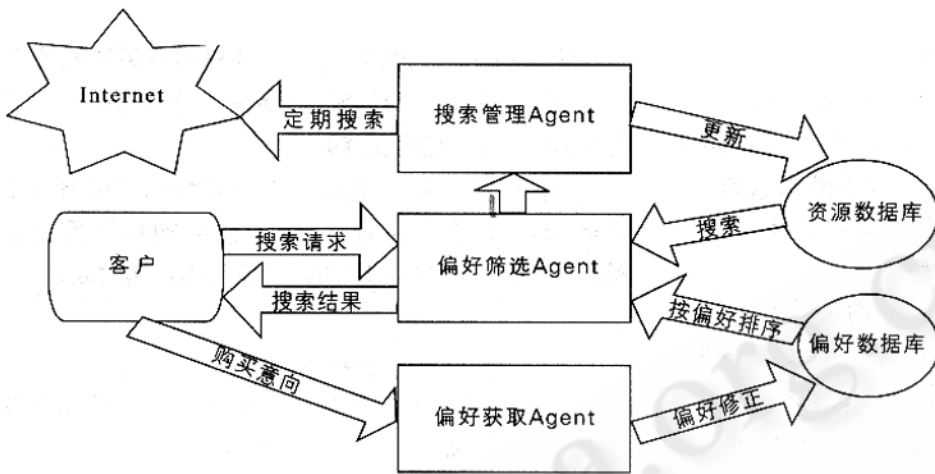 Internet
定期搜索
搜索管理Agent
更新
资源数据库
客户
搜索请求
搜索结果
偏好筛选Agent
搜索
按偏好排序
偏好数据库
购买意向
偏好获取Agent
偏好修正